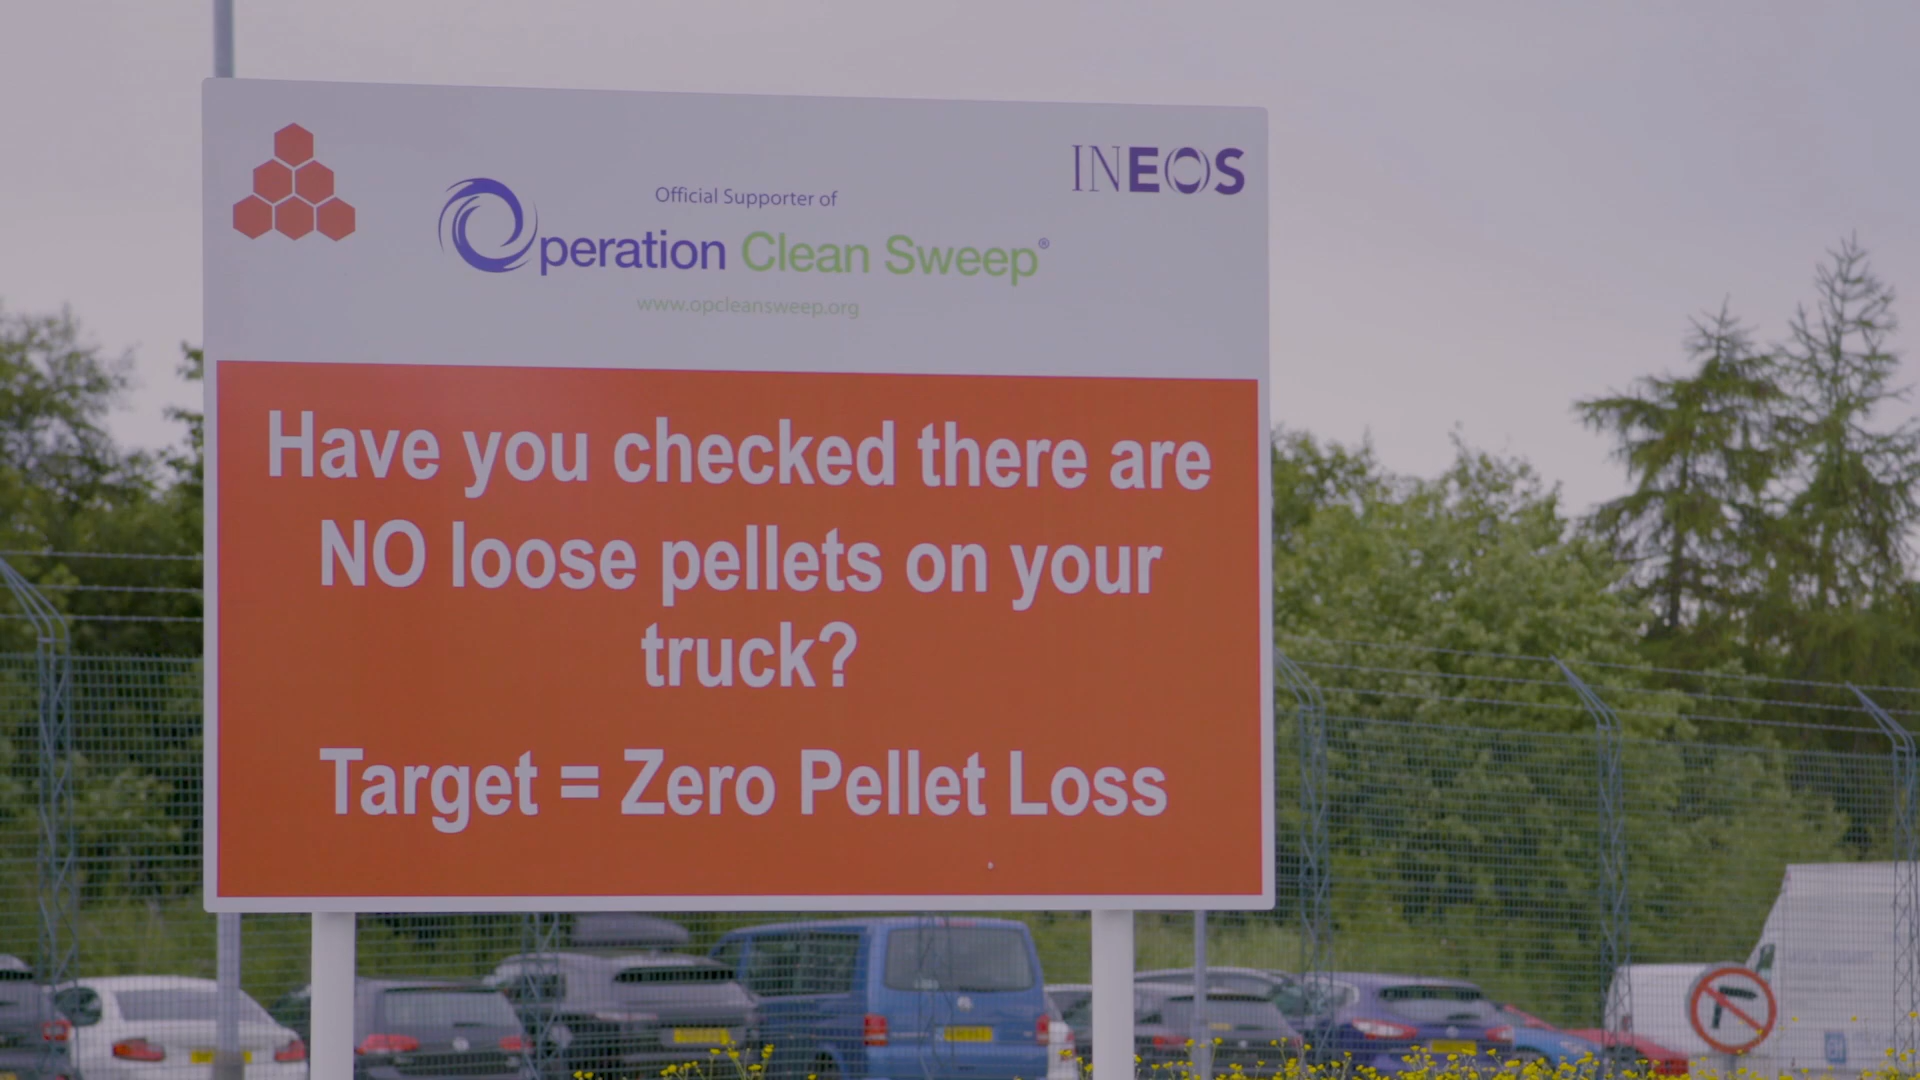 INEOS
Official Supporter of
Operation Clean Sweep®
www.opcleansweep.org
Have you checked there are
NO loose pellets on your
truck?
Target = Zero Pellet Loss